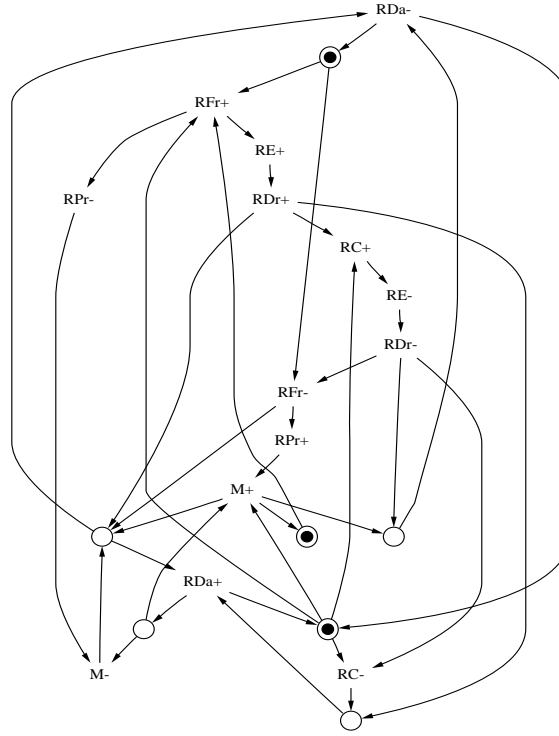 RDa-
RFr+
RE+
RPr-
RDr+
RC+
RE-
RDr-
RFr-
RPr+
M+
RDa+
M-
RC-